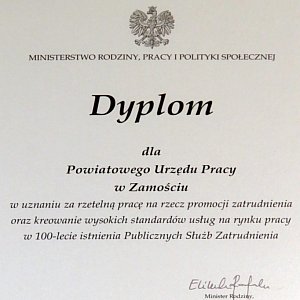 MINISTERSTWO RODZINY, PRACY I POLITYKI SPOŁECZNEJ
Dyplom
dla
Powiatowego Urzędu Pracy
w Zamościu
w uznaniu za rzetelną pracę na rzecz promocji zatrudnienia
oraz kreowanie wysokich standardów usług na rynku pracy
w 100-lecie istnienia Publicznych Służb Zatrudnienia
Minister Rodziny,